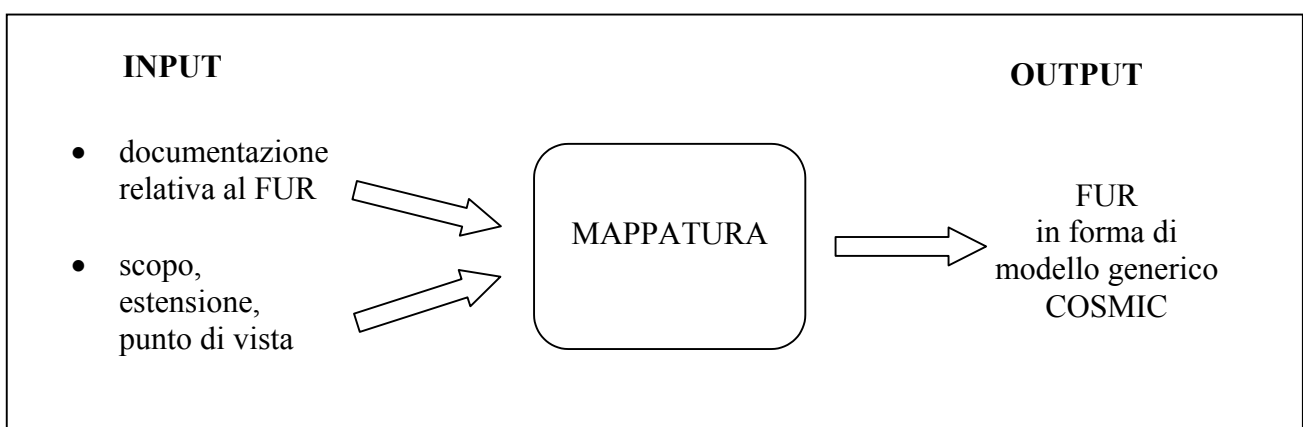 INPUT
• documentazione
relativa al FUR
• scopo,
estensione,
punto di vista
MAPPATURA
OUTPUT
FUR
in forma di
modello generico
COSMIC